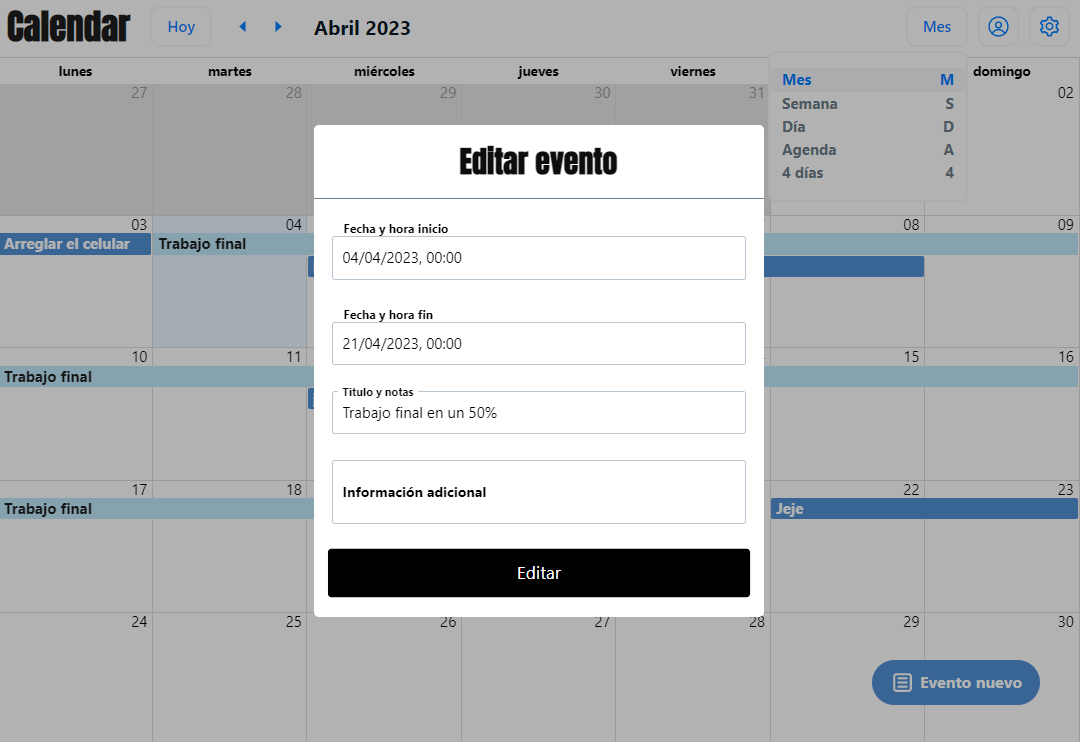 Calendar
Hoy
Abril 2023
Mes
lunes martes miércoles jueves viernes domingo
Mes M
Semana S
Día D
Agenda A
4 días 4
27 28 29 30 31 02
Editar evento
Fecha y hora inicio
04/04/2023, 00:00
Fecha y hora fin
21/04/2023, 00:00
Titulo y notas
Trabajo final en un 50%
Información adicional
Editar
03 04 08 09
Arreglar el celular Trabajo final
10 11 15 16
Trabajo final
17 18 22 23
Trabajo final Jeje
24 25 26 27 28 29 30
Evento nuevo